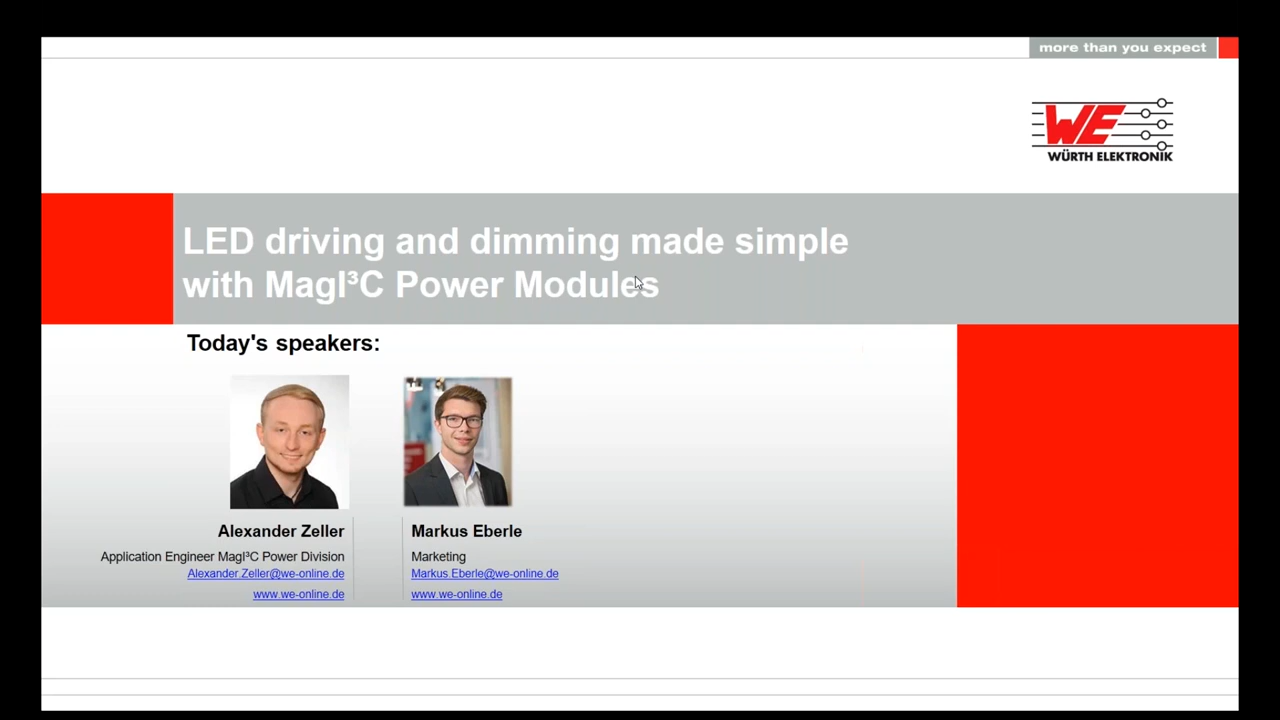 more than you expect
WE
WÜRTH ELEKTRONIK
LED driving and dimming made simple
with MagI³C Power Modules
Today's speakers:
Alexander Zeller
Application Engineer MagI³C Power Division
Alexander.Zeller@we-online.de
www.we-online.de
Markus Eberle
Marketing
Markus.Eberle@we-online.de
www.we-online.de